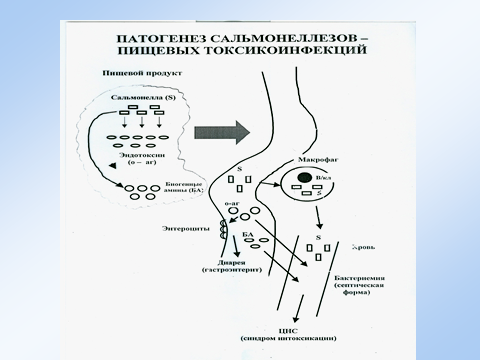 ПАТОГЕНЕЗ САЛЬМОНЕЛЛЕЗОВ –
ПИЩЕВЫХ ТОКСИКОИНФЕКЦИЙ
Пищевой продукт
Сальмонелла (S)
Эндотоксин
(о – аг)
Биогенные
амины (БА)
Макрофаг
В/кл
S
S
о-аг
Энтероциты
БА
Диарея
(гастроэнтерит)
S
Кровь
Бактериемия
(септическая
форма)
ЦНС
(синдром интоксикации)